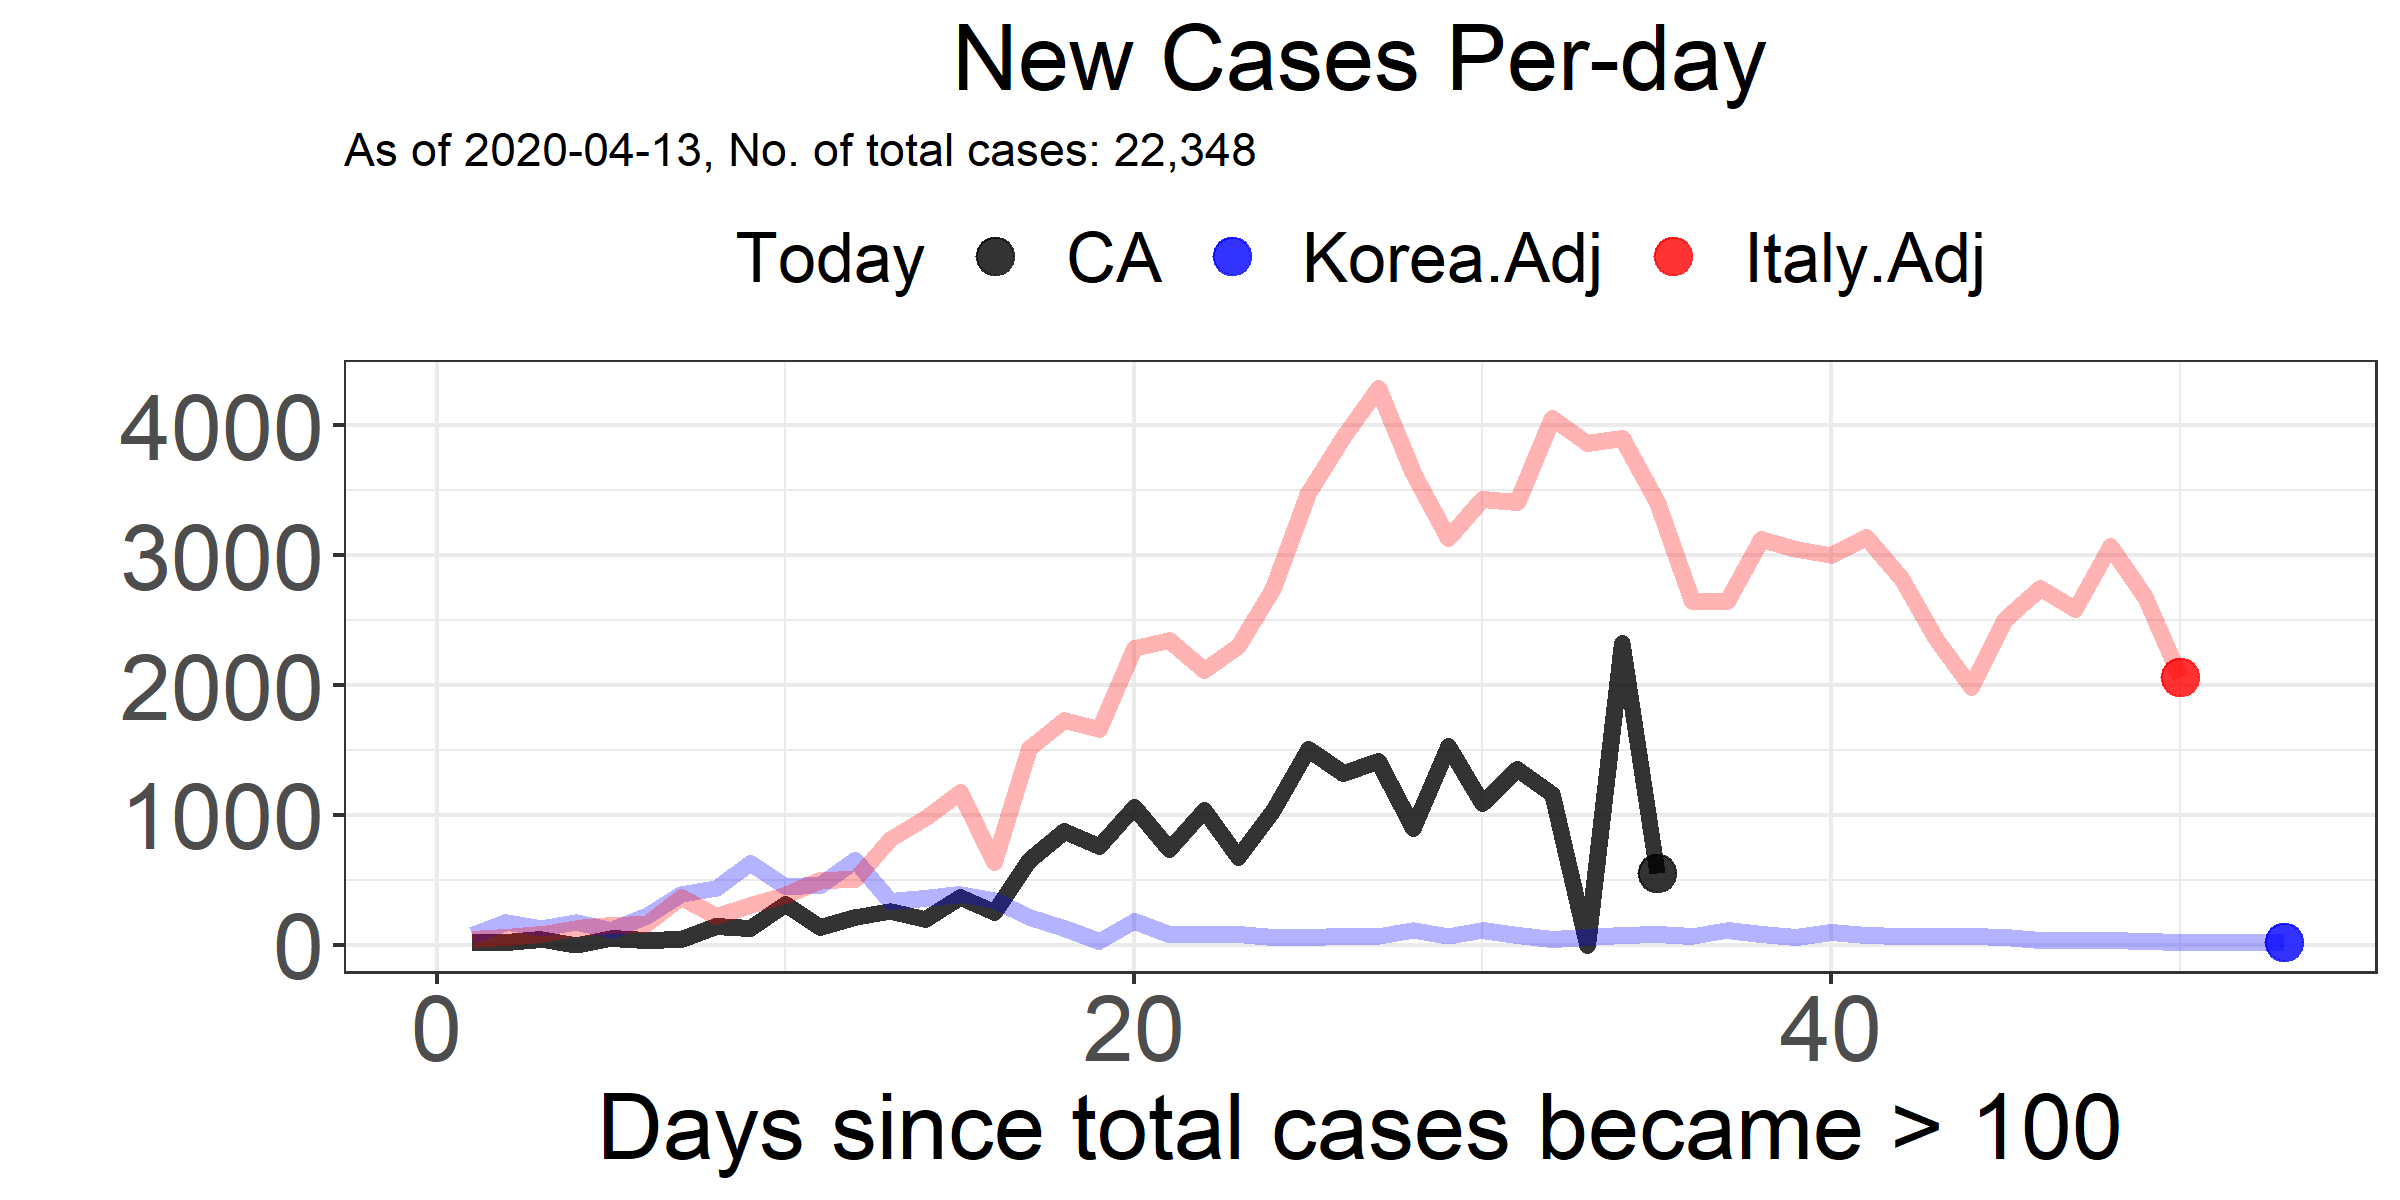 New Cases Per-day
As of 2020-04-13, No. of total cases: 22,348
Today CA Korea.Adj Italy.Adj
4000
3000
2000
1000
0
0 20 40
Days since total cases became > 100